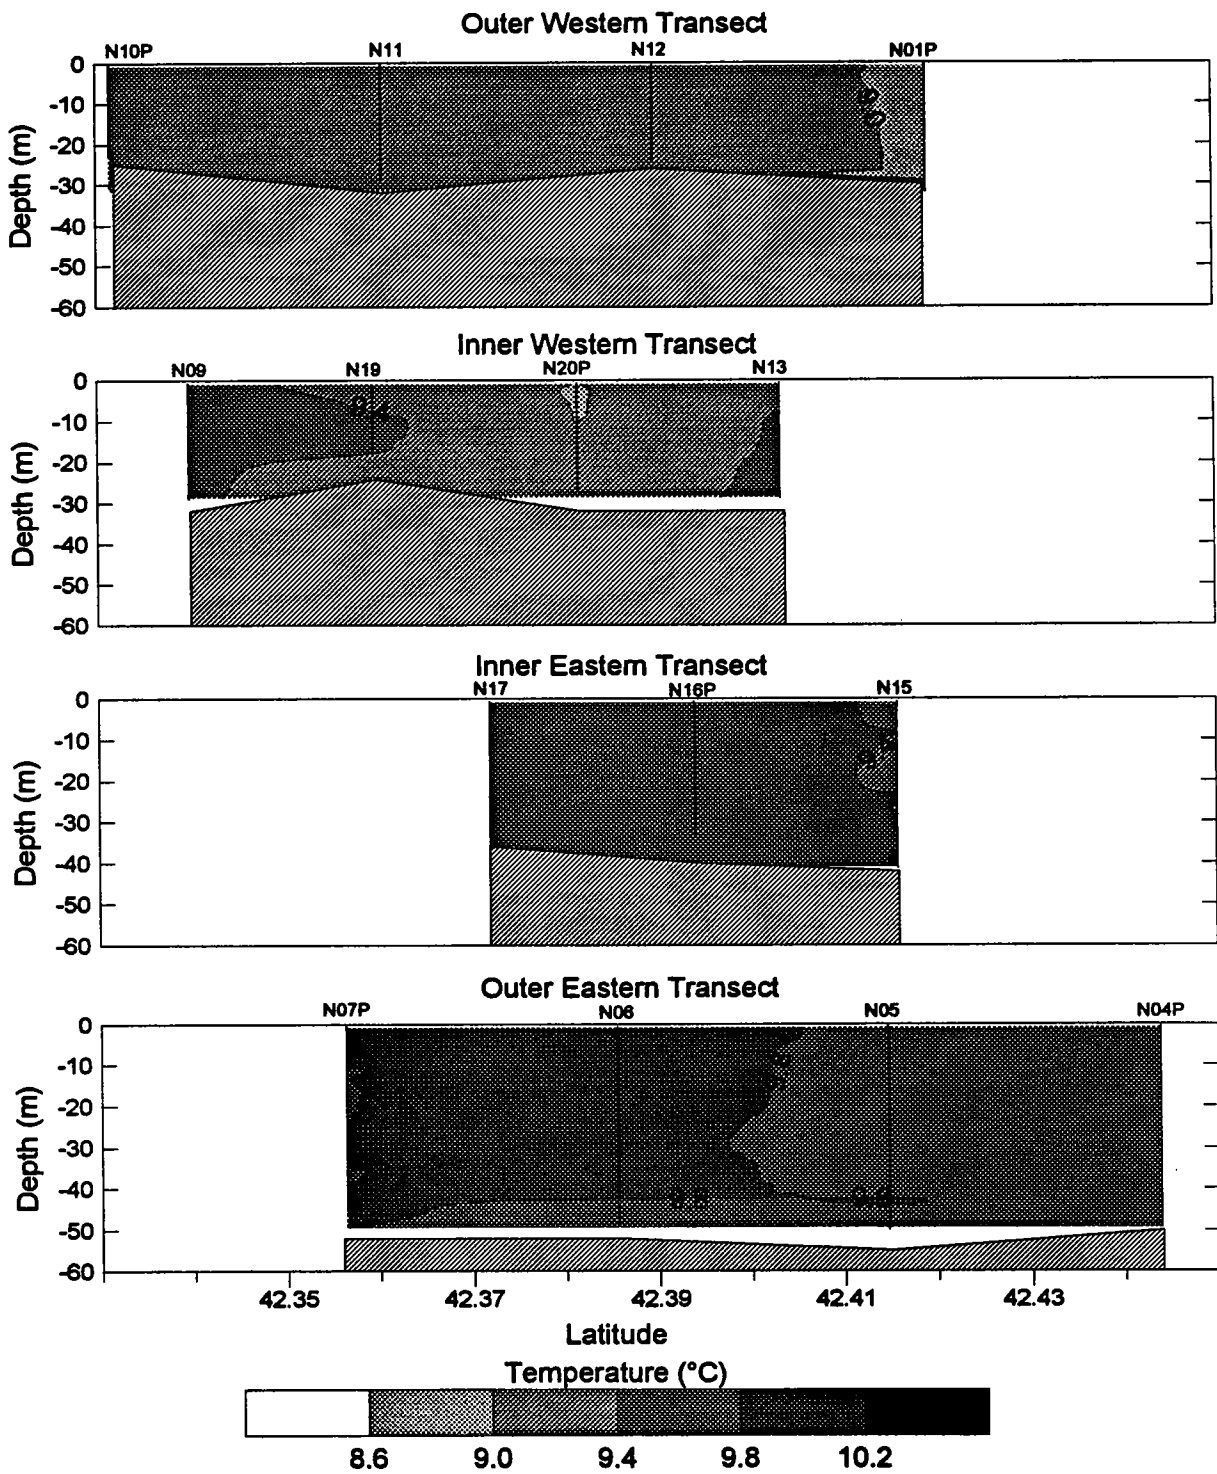 Outer Western Transect
N10P N11 N12 N01P
0
-10
-20
-30
-40
-50
-60
Depth (m)
Inner Western Transect
N09 N19 N20P N13
0
-10
-20
-30
-40
-50
-60
Depth (m)
9.4
Inner Eastern Transect
N17 N16P N15
0
-10
-20
-30
-40
-50
-60
Depth (m)
Outer Eastern Transect
N07P N06 N05 N04P
0
-10
-20
-30
-40
-50
-60
Depth (m)
9.8
42.35 42.37 42.39 42.41 42.43
Latitude
Temperature (°C)
8.6 9.0 9.4 9.8 10.2